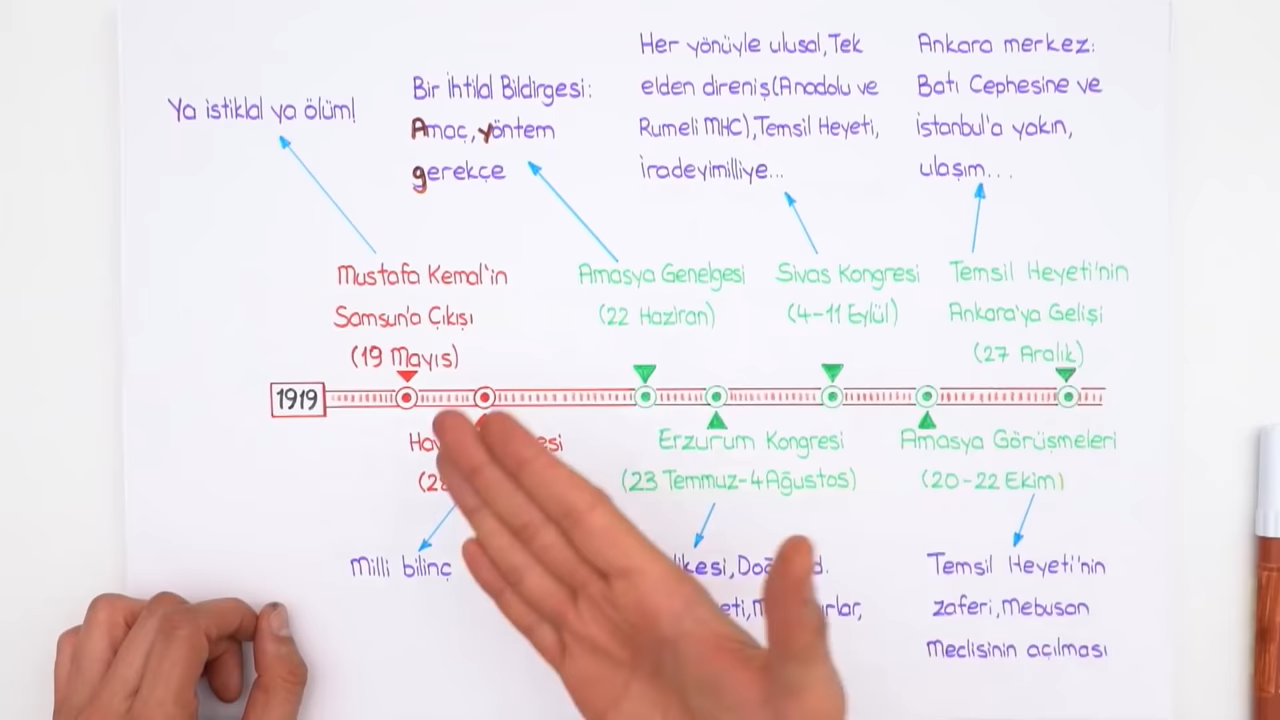 Ya istiklal ya ölüm!
Bir İhtilal Bildirgesi:
Amaç, yöntem
gerekçe
Her yönüyle ulusal, Tek
elden direniş (Anadolu ve
Rumeli MHC), Temsil Heyeti,
İradeyimilliye...
Ankara merkez:
Batı Cephesine ve
İstanbul'a yakın,
ulaşım...
Mustafa Kemal'in
Samsun'a Çıkışı
(19 Mayıs)
Amasya Genelgesi
(22 Haziran)
Sivas Kongresi
(4-11 Eylül)
Temsil Heyeti'nin
Ankara'ya Gelişi
(27 Aralık)
1919
Erzurum Kongresi
(23 Temmuz-4 Ağustos)
Amasya Görüşmeleri
(20-22 Ekim)
Milli bilinç
Temsil Heyeti'nin
zaferi, Mebusan
Meclisinin açılması